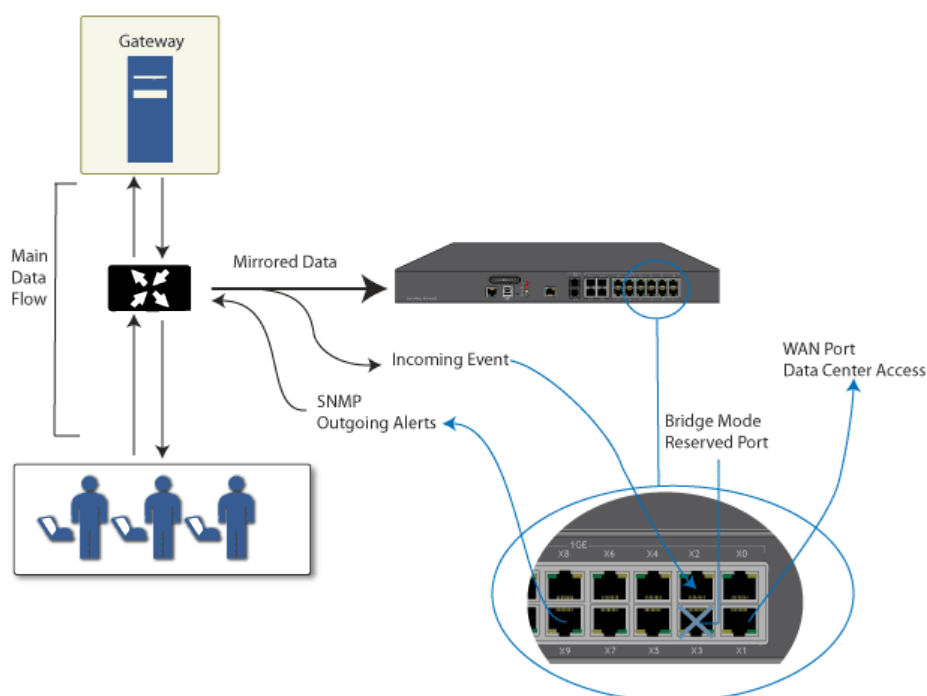 Gateway
Main
Data
Flow
Mirrored Data
Incoming Event
SNMP
Outgoing Alerts
WAN Port
Data Center Access
Bridge Mode
Reserved Port
1GE
X8 X6 X4 X2 X0
X9 X7 X5 X3 X1